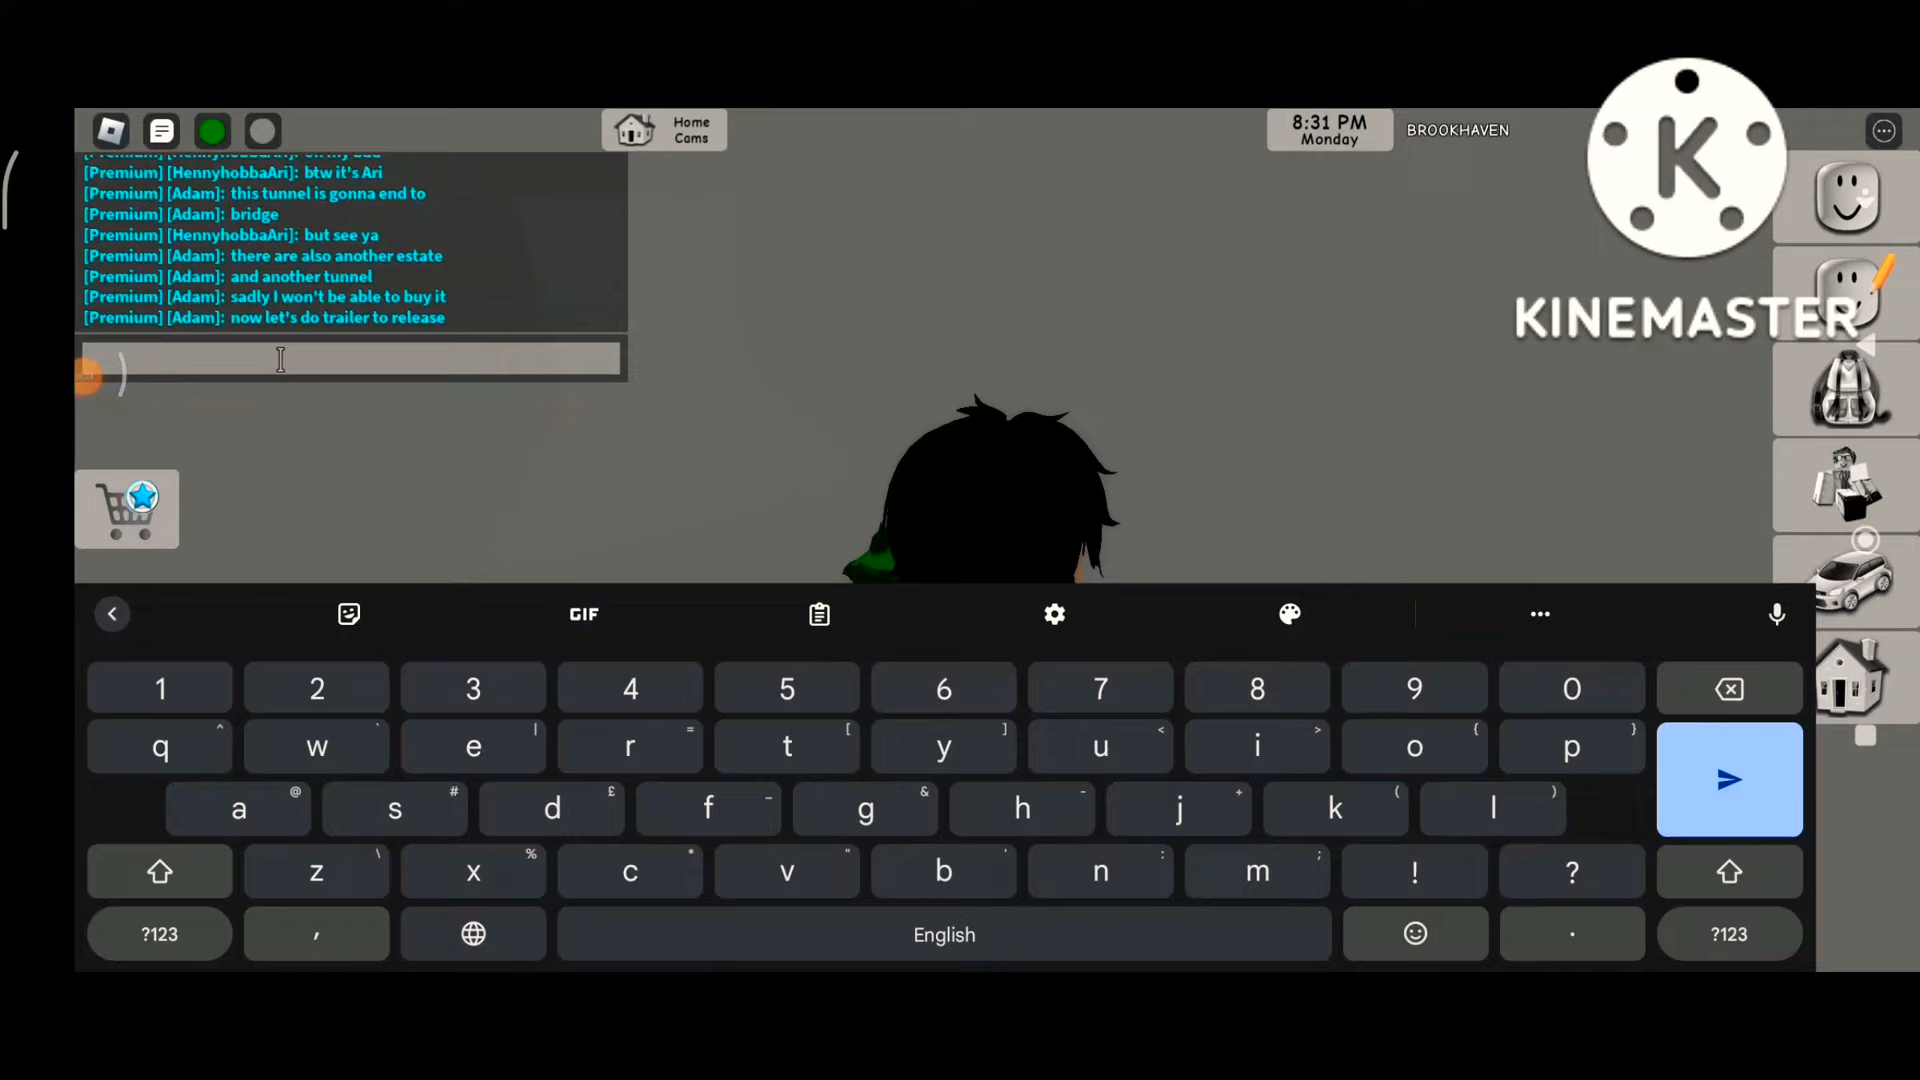 Home
Cams
8:31 PM
Monday
BROOKHAVEN
K
KINEMASTER
[Premium] [HennyhobbaAri]: btw it's Ari
[Premium] [Adam]: this tunnel is gonna end to
[Premium] [Adam]: bridge
[Premium] [HennyhobbaAri]: but see ya
[Premium] [Adam]: there are also another estate
[Premium] [Adam]: and another tunnel
[Premium] [Adam]: sadly I won't be able to buy it
[Premium] [Adam]: now let's do trailer to release
GIF
1 2 3 4 5 6 7 8 9 0
q ^ w ` e | r = t [ y ] u < i > o { p }
a @ s # d £ f _ g & h - j + k ( l )
z \ x % c * v " b ' n : m ; ! ?
?123 , English . ?123